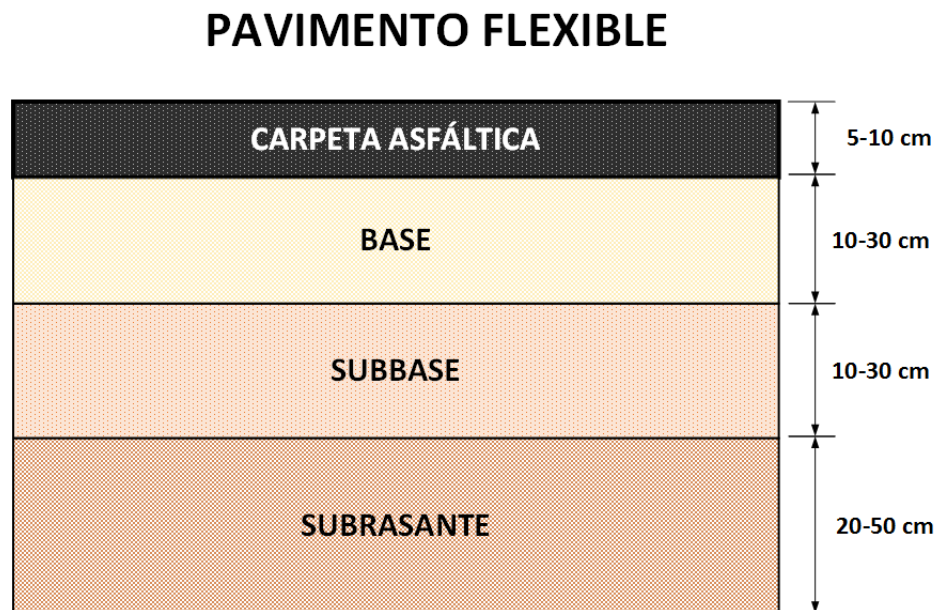 PAVIMENTO FLEXIBLE
CARPETA ASFÁLTICA
5-10 cm
BASE
10-30 cm
SUBBASE
10-30 cm
SUBRASANTE
20-50 cm